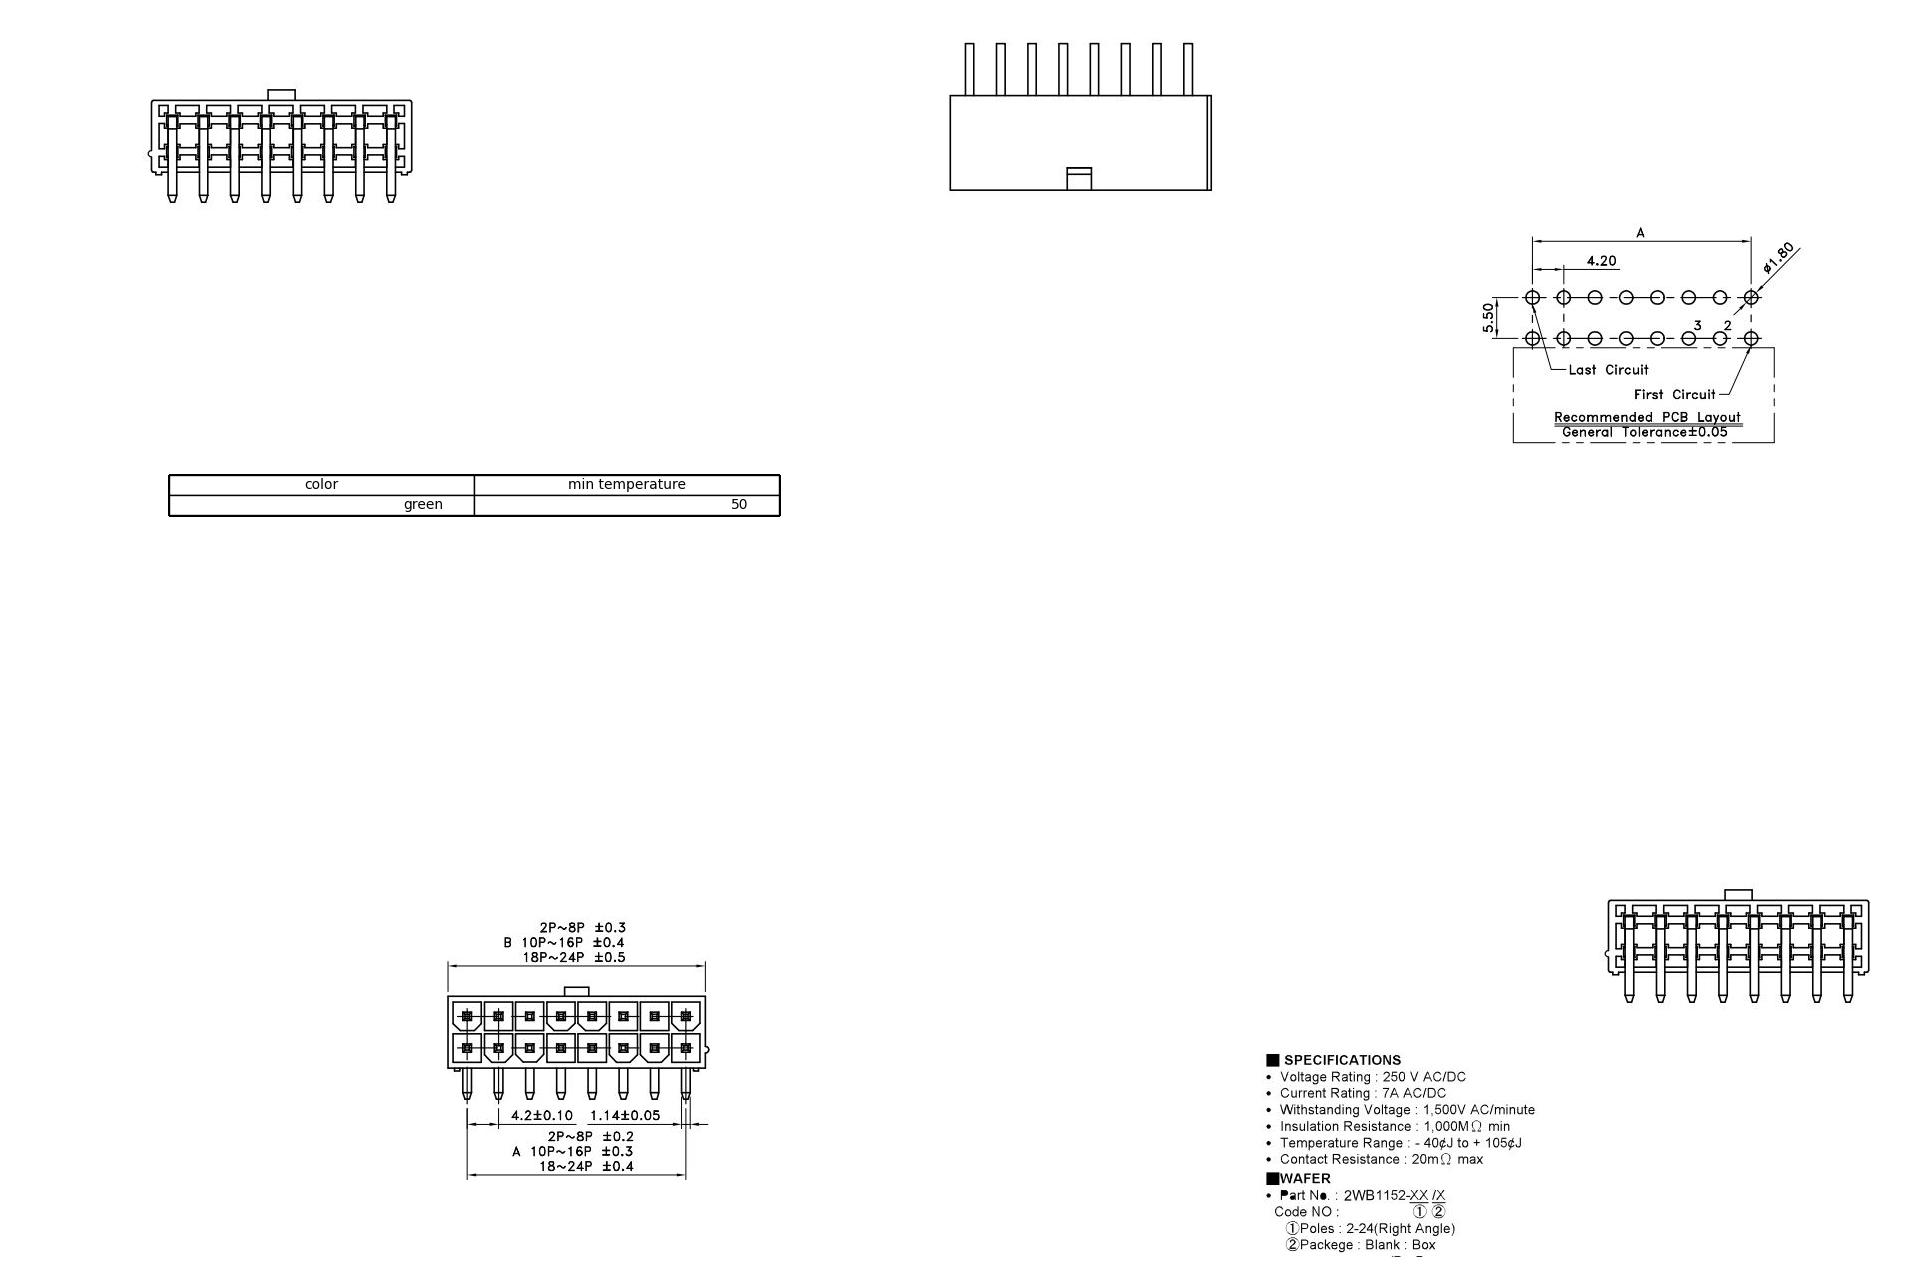 A
4.20
ø1.80
5.50
3 2
Last Circuit
First Circuit
Recommended PCB Layout
General Tolerance±0.05
color min temperature
green 50
2P~8P ±0.3
B 10P~16P ±0.4
18P~24P ±0.5
4.2±0.10 1.14±0.05
2P~8P ±0.2
A 10P~16P ±0.3
18~24P ±0.4
■ SPECIFICATIONS
• Voltage Rating : 250 V AC/DC
• Current Rating : 7A AC/DC
• Withstanding Voltage : 1,500V AC/minute
• Insulation Resistance : 1,000MΩ min
• Temperature Range : - 40¢J to + 105¢J
• Contact Resistance : 20mΩ max
■WAFER
• Part No. : 2WB1152-XX /X
Code NO : ① ②
①Poles : 2-24(Right Angle)
②Packege : Blank : Box